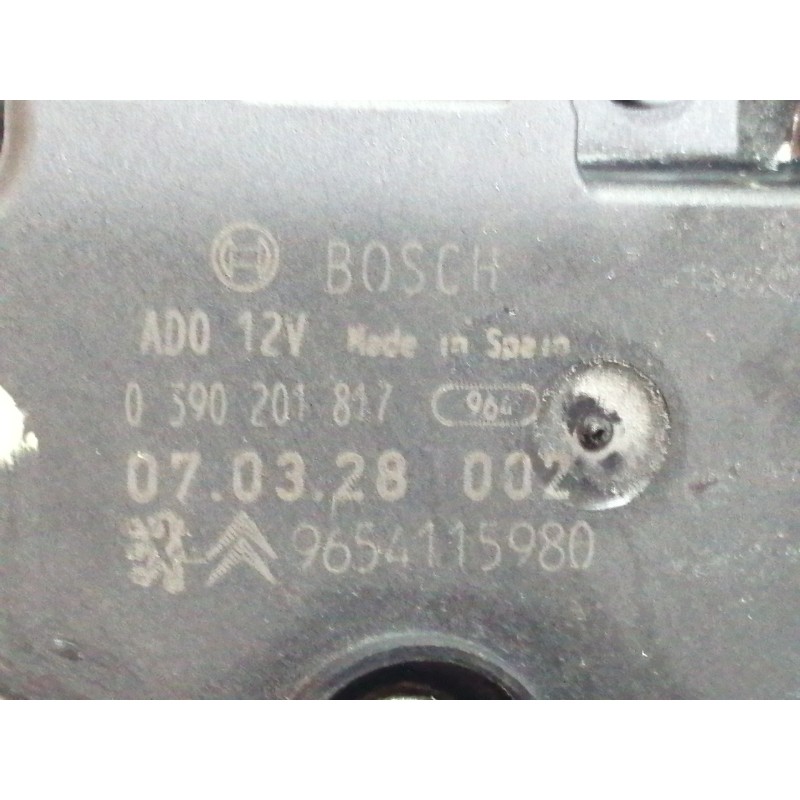 BOSCH
ADO 12V Made in Spain
0 390 201 817 964
07.03.28 002
9654115980